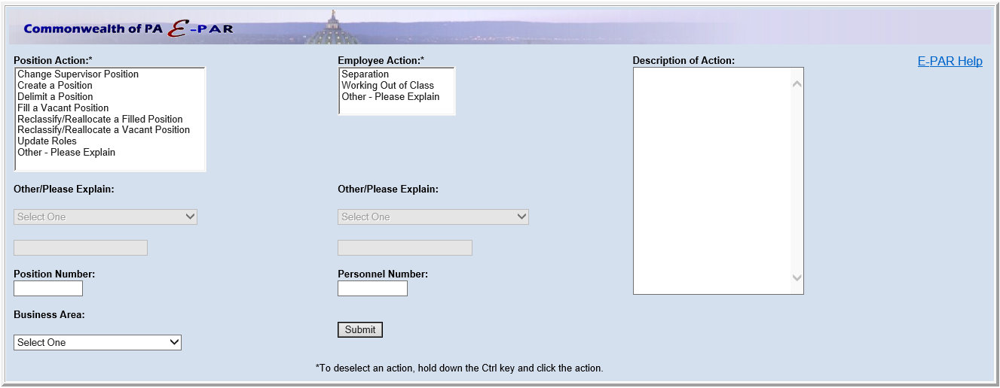 Commonwealth of PA E-PAR
Position Action:*
Change Supervisor Position
Create a Position
Delimit a Position
Fill a Vacant Position
Reclassify/Reallocate a Filled Position
Reclassify/Reallocate a Vacant Position
Update Roles
Other - Please Explain
Other/Please Explain:
Select One
Position Number:
Business Area:
Select One
Employee Action:*
Separation
Working Out of Class
Other - Please Explain
Other/Please Explain:
Select One
Personnel Number:
Submit
Description of Action:
E-PAR Help
*To deselect an action, hold down the Ctrl key and click the action.